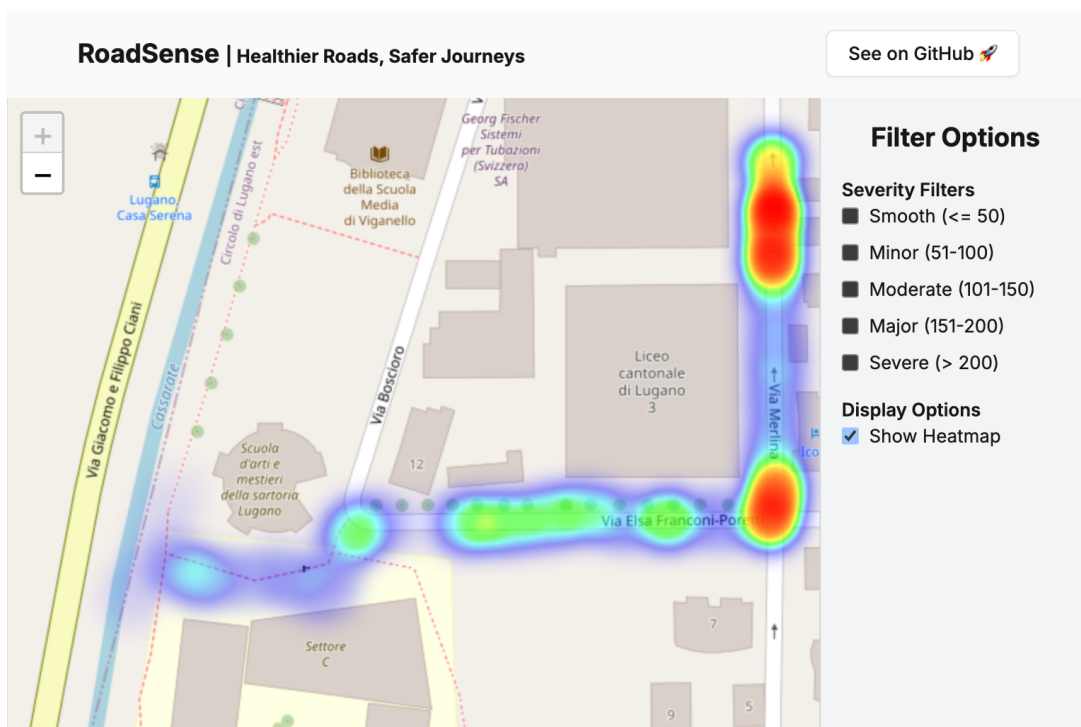 RoadSense | Healthier Roads, Safer Journeys
See on GitHub 🚀
+
−
Georg Fischer
Sistemi
per Tubazioni
(Svizzera)
SA
Biblioteca
della Scuola
Media
di Viganello
Lugano,
Casa Serena
Circolo di Lugano est
Via Giacomo e Filippo Ciani
Cassarate
Via Boscioro
Liceo
cantonale
di Lugano
3
Via Merlina
Scuola
d'arti e
mestieri
della sartoria
Lugano
12
Via Elsa Franconi-Poretti
Settore
C
7
9
5
Filter Options
Severity Filters
Smooth (<= 50)
Minor (51-100)
Moderate (101-150)
Major (151-200)
Severe (> 200)
Display Options
Show Heatmap